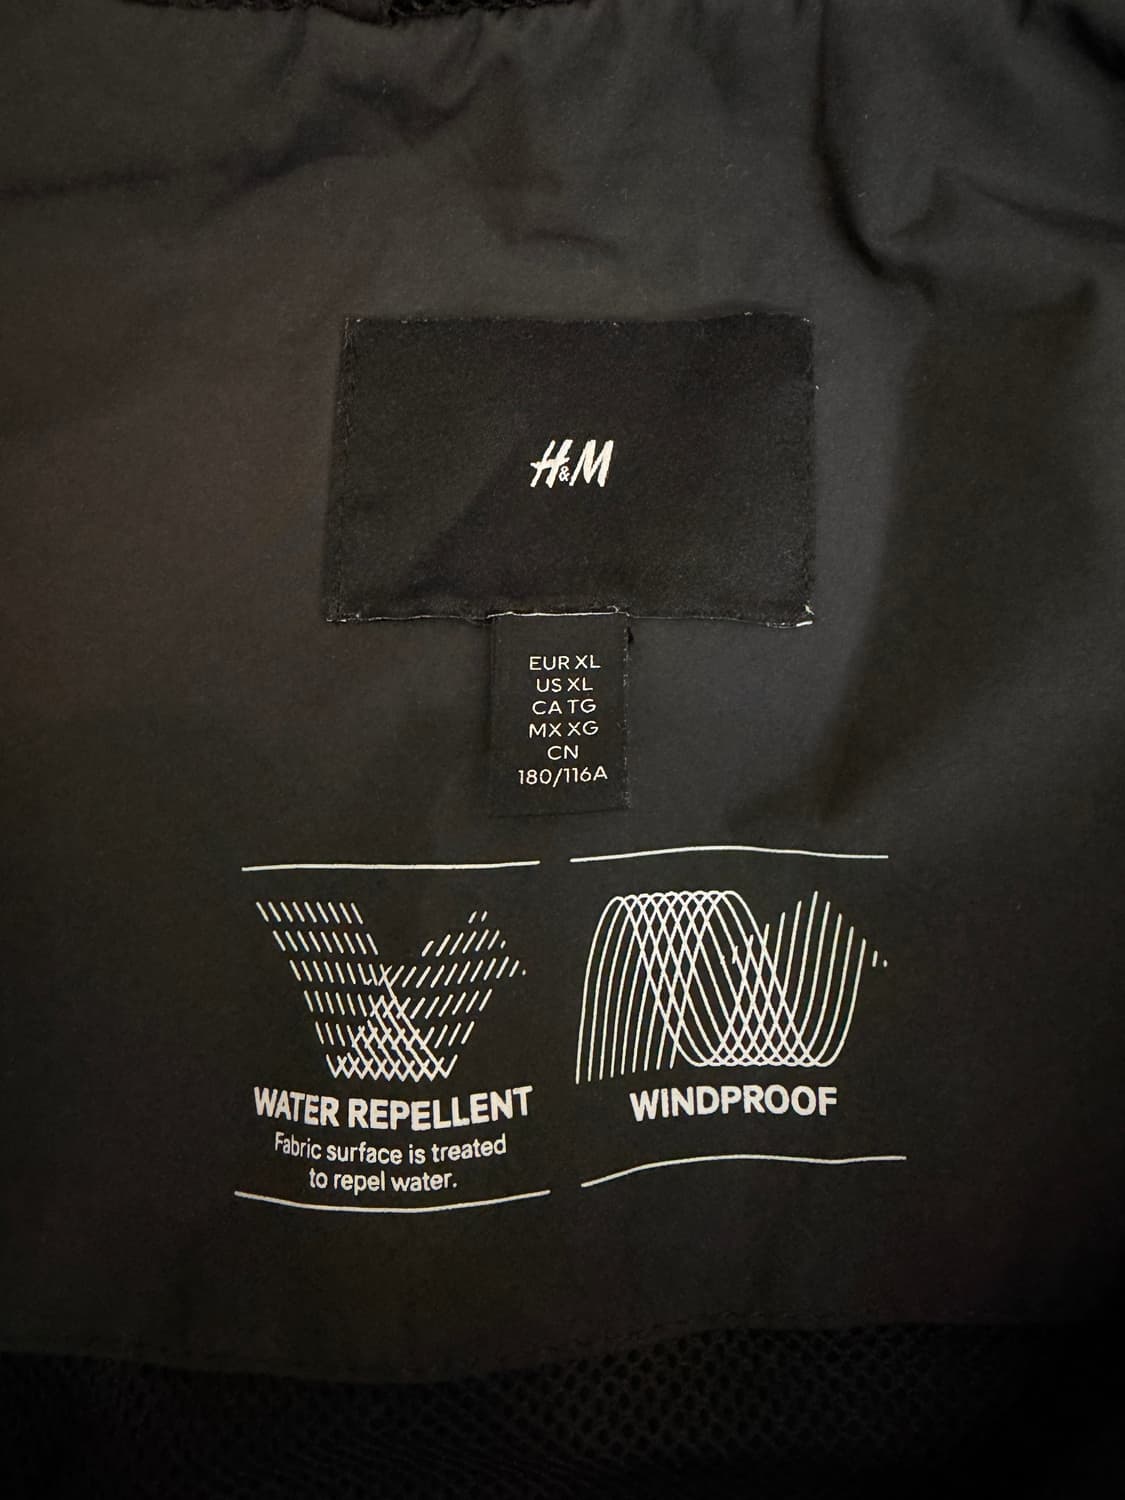 H&M
EUR XL
US XL
CA TG
MX XG
CN
180/116A
WATER REPELLENT
Fabric surface is treated
to repel water.
WINDPROOF